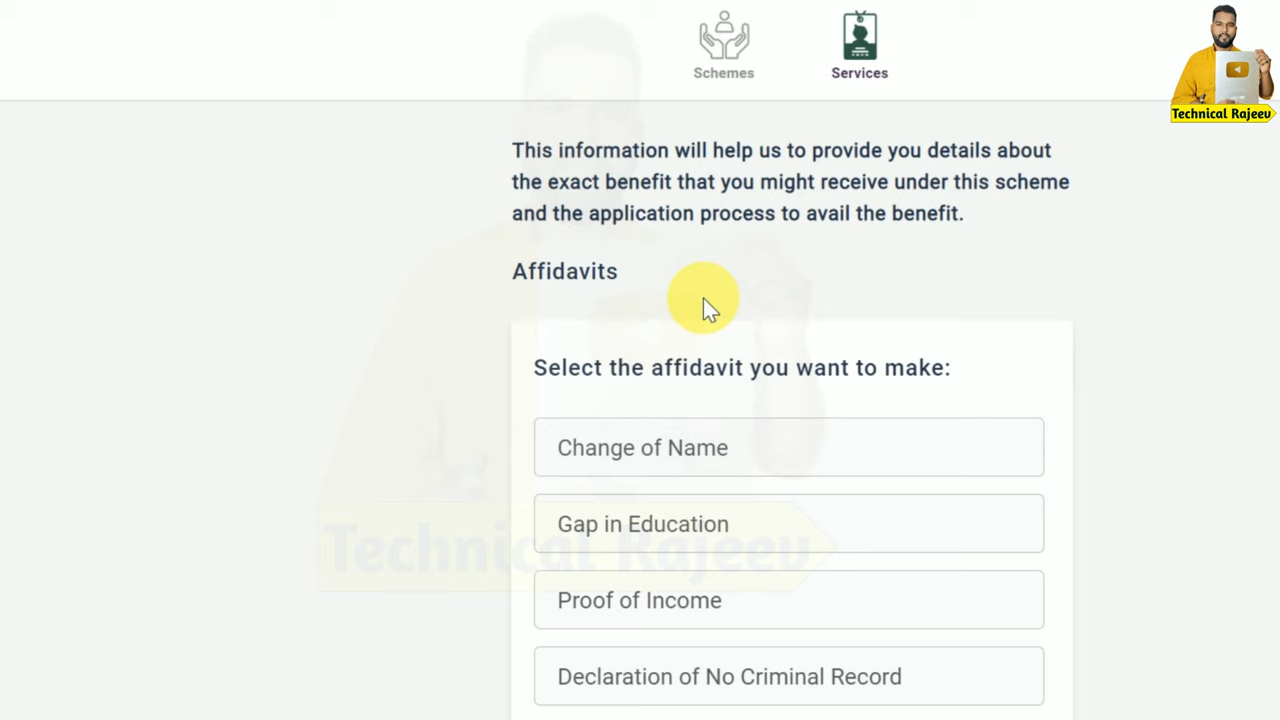 Schemes
Services
Technical Rajeev
This information will help us to provide you details about
the exact benefit that you might receive under this scheme
and the application process to avail the benefit.
Affidavits
Select the affidavit you want to make:
Change of Name
Gap in Education
Technical Rajeev
Proof of Income
Declaration of No Criminal Record